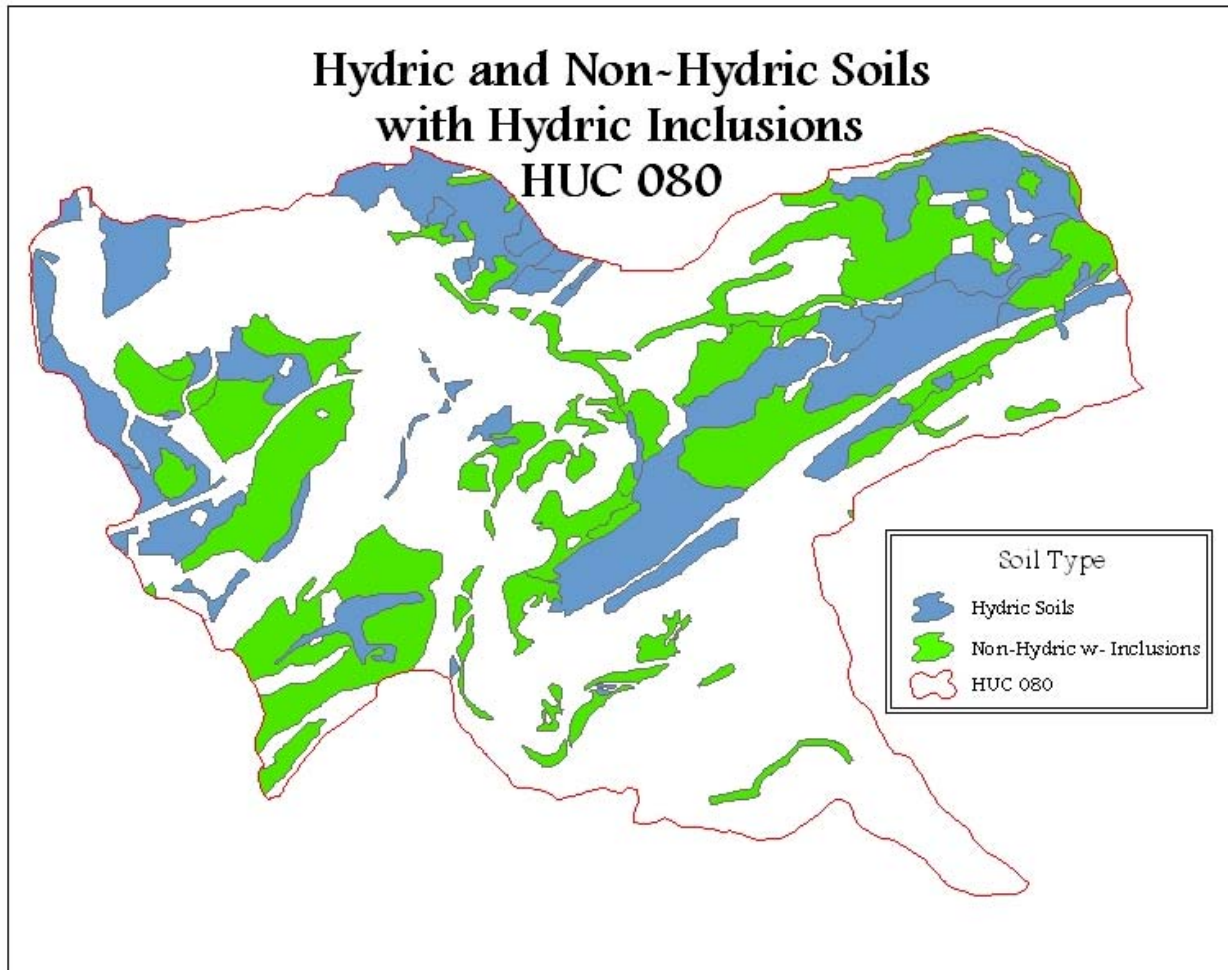 Hydric and Non-Hydric Soils
with Hydric Inclusions
HUC 080
Soil Type
Hydric Soils
Non-Hydric w- Inclusions
HUC 080